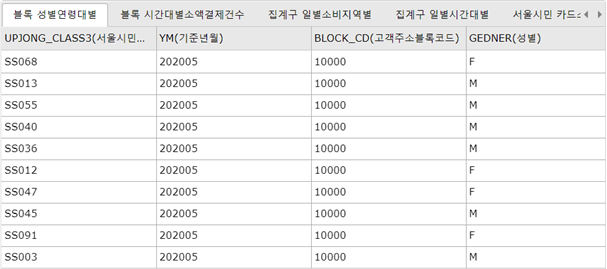 블록 성별연령대별 블록 시간대별소액결제건수 집계구 일별소비지역별 집계구 일별시간대별 서울시민 카드소
UPJONG_CLASS3(서울시민... YM(기준년월) BLOCK_CD(고객주소블록코드) GEDNER(성별)
SS068 202005 10000 F
SS013 202005 10000 M
SS055 202005 10000 M
SS040 202005 10000 M
SS036 202005 10000 M
SS012 202005 10000 F
SS047 202005 10000 F
SS045 202005 10000 M
SS091 202005 10000 F
SS003 202005 10000 M